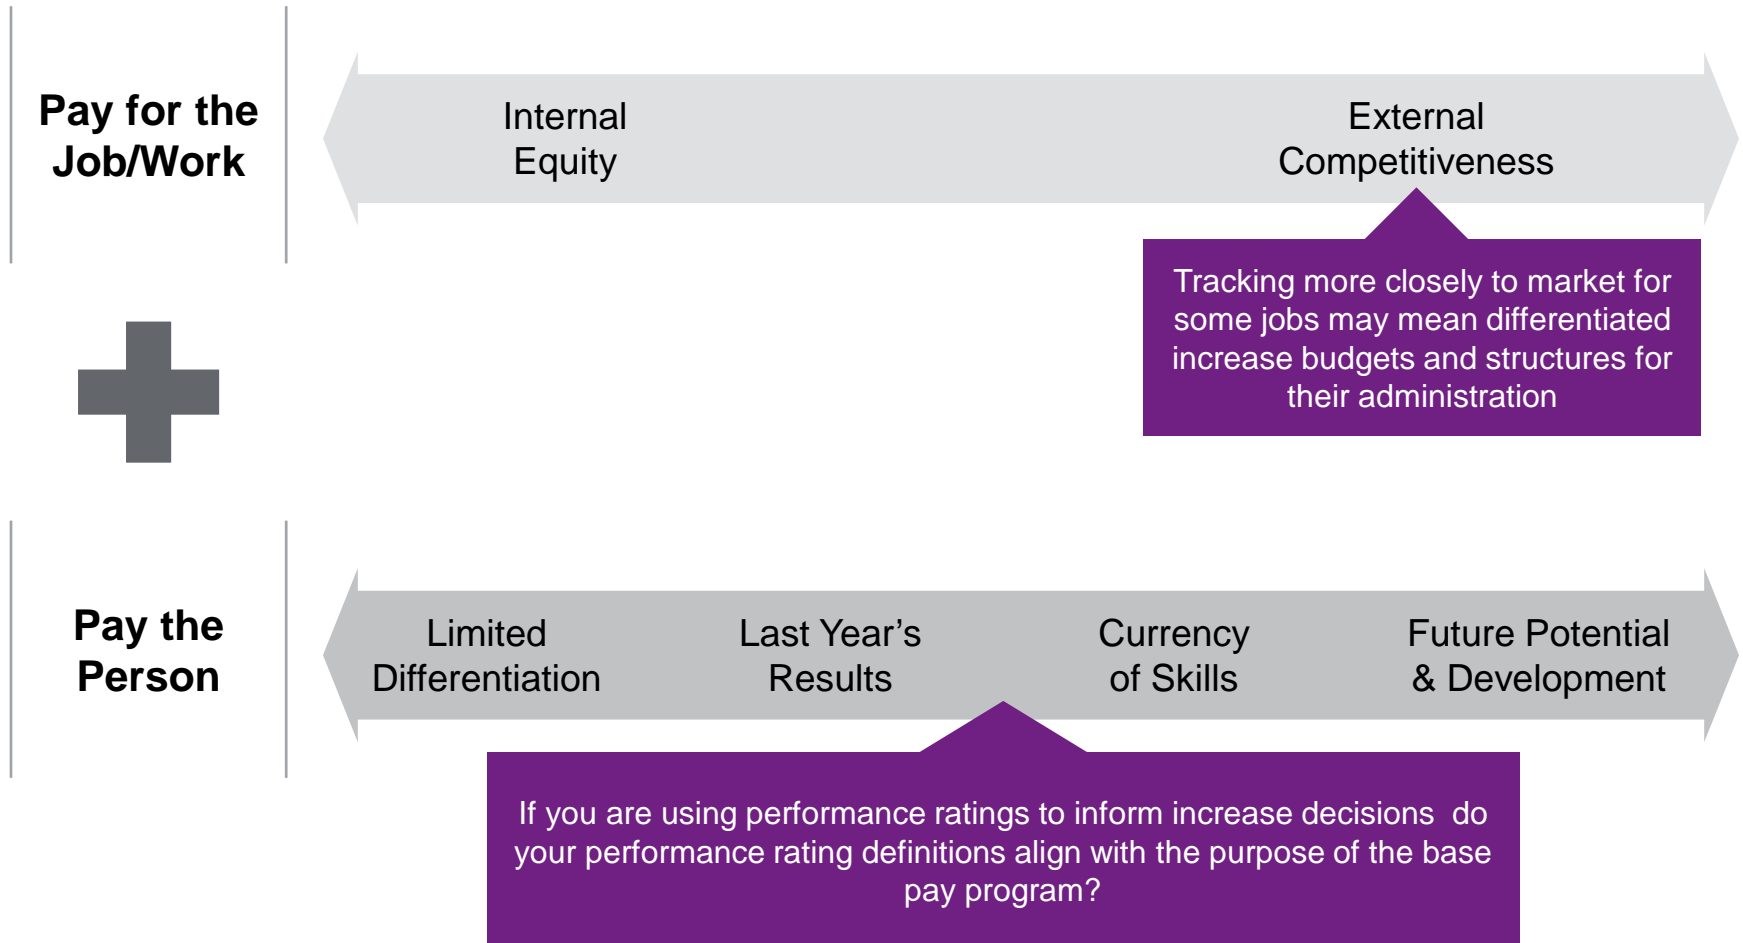 Pay for the
Job/Work
Internal
Equity
External
Competitiveness
Tracking more closely to market for
some jobs may mean differentiated
increase budgets and structures for
their administration
Pay the
Person
Limited
Differentiation
Last Year’s
Results
Currency
of Skills
Future Potential
& Development
If you are using performance ratings to inform increase decisions  do
your performance rating definitions align with the purpose of the base
pay program?